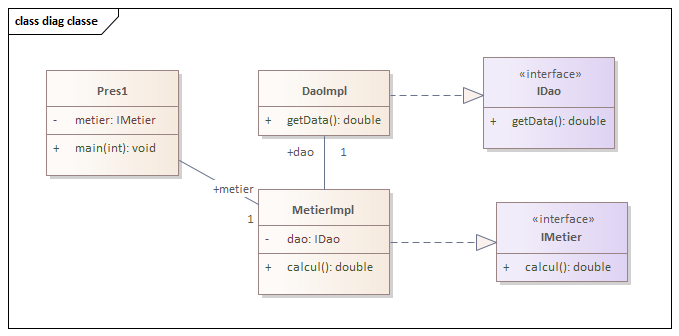 class diag classe
Pres1
- metier: IMetier
+ main(int): void
DaoImpl
+ getData(): double
«interface»
IDao
+ getData(): double
+dao 1
+metier
1
MetierImpl
- dao: IDao
+ calcul(): double
«interface»
IMetier
+ calcul(): double